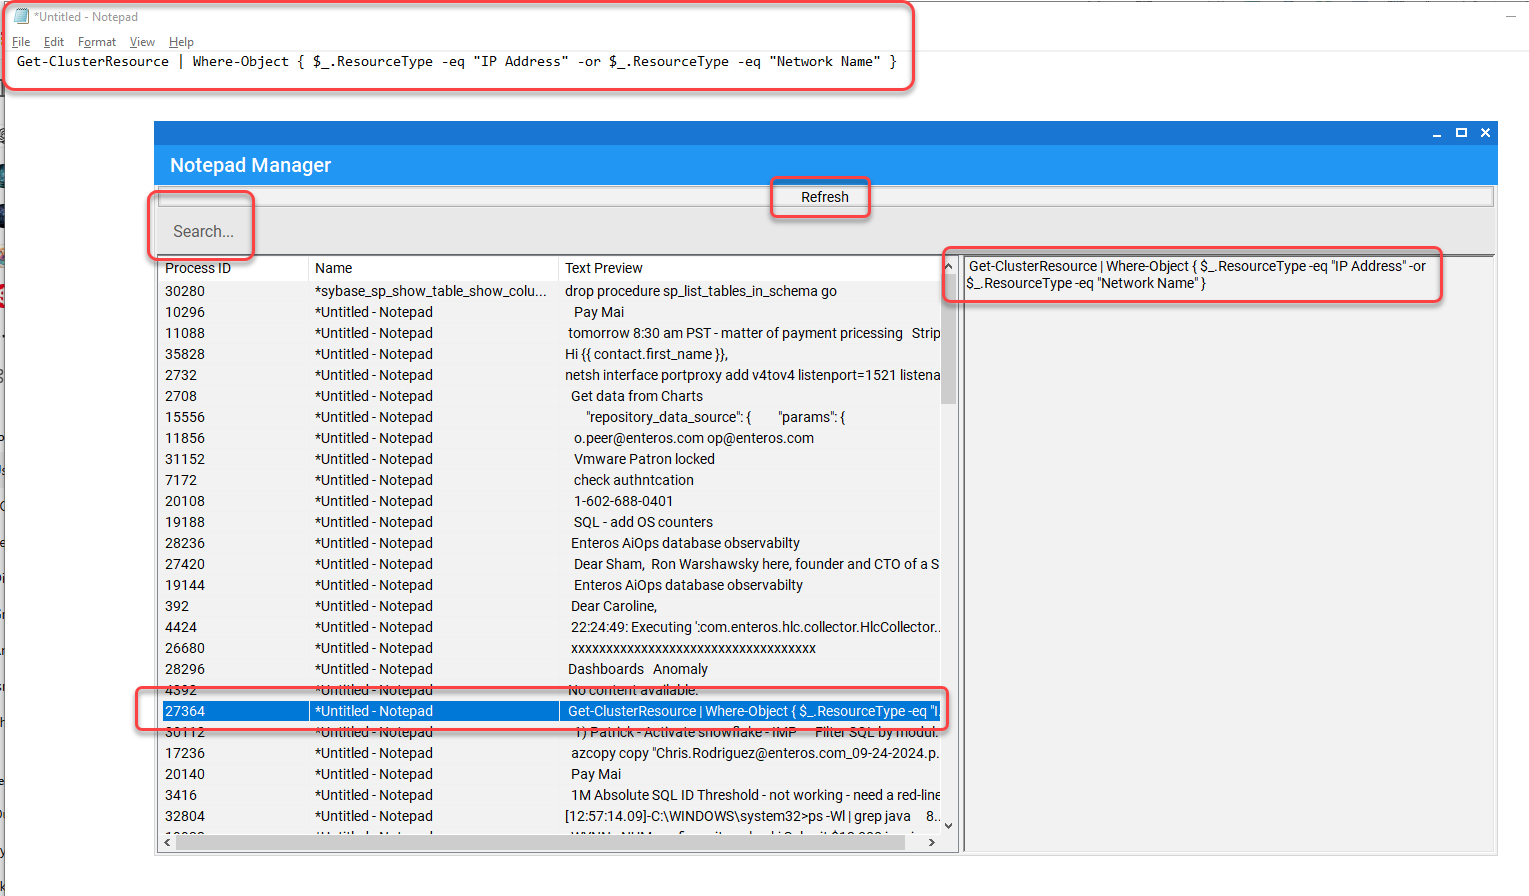 *Untitled - Notepad
File Edit Format View Help
Get-ClusterResource | Where-Object { $_.ResourceType -eq "IP Address" -or $_.ResourceType -eq "Network Name" }
Notepad Manager
Refresh
Search...
Process ID Name Text Preview
30280 *sybase_sp_show_table_show_colu... drop procedure sp_list_tables_in_schema go
10296 *Untitled - Notepad Pay Mai
11088 *Untitled - Notepad tomorrow 8:30 am PST - matter of payment pricessing Strip
35828 *Untitled - Notepad Hi {{ contact.first_name }},
2732 *Untitled - Notepad netsh interface portproxy add v4tov4 listenport=1521 listena
2708 *Untitled - Notepad Get data from Charts
15556 *Untitled - Notepad "repository_data_source": { "params": {
11856 *Untitled - Notepad o.peer@enteros.com op@enteros.com
31152 *Untitled - Notepad Vmware Patron locked
7172 *Untitled - Notepad check authntcation
20108 *Untitled - Notepad 1-602-688-0401
19188 *Untitled - Notepad SQL - add OS counters
28236 *Untitled - Notepad Enteros AiOps database observabilty
27420 *Untitled - Notepad Dear Sham, Ron Warshawsky here, founder and CTO of a S
19144 *Untitled - Notepad Enteros AiOps database observabilty
392 *Untitled - Notepad Dear Caroline,
4424 *Untitled - Notepad 22:24:49: Executing ':com.enteros.hlc.collector.HlcCollector...
26680 *Untitled - Notepad xxxxxxxxxxxxxxxxxxxxxxxxxxxxxxxxxxx
28296 *Untitled - Notepad Dashboards Anomaly
4392 *Untitled - Notepad No content available.
27364 *Untitled - Notepad Get-ClusterResource | Where-Object { $_.ResourceType -eq "I...
30112 *Untitled - Notepad 1) Patrick - Activate snowflake - IMP Filter SQL by modul...
17236 *Untitled - Notepad azcopy copy "Chris.Rodriguez@enteros.com_09-24-2024.p...
20140 *Untitled - Notepad Pay Mai
3416 *Untitled - Notepad 1M Absolute SQL ID Threshold - not working - need a red-line
32804 *Untitled - Notepad [12:57:14.09]-C:\WINDOWS\system32>ps -Wl | grep java 8...
*Untitled - Notepad
Get-ClusterResource | Where-Object { $_.ResourceType -eq "IP Address" -or
$_.ResourceType -eq "Network Name" }